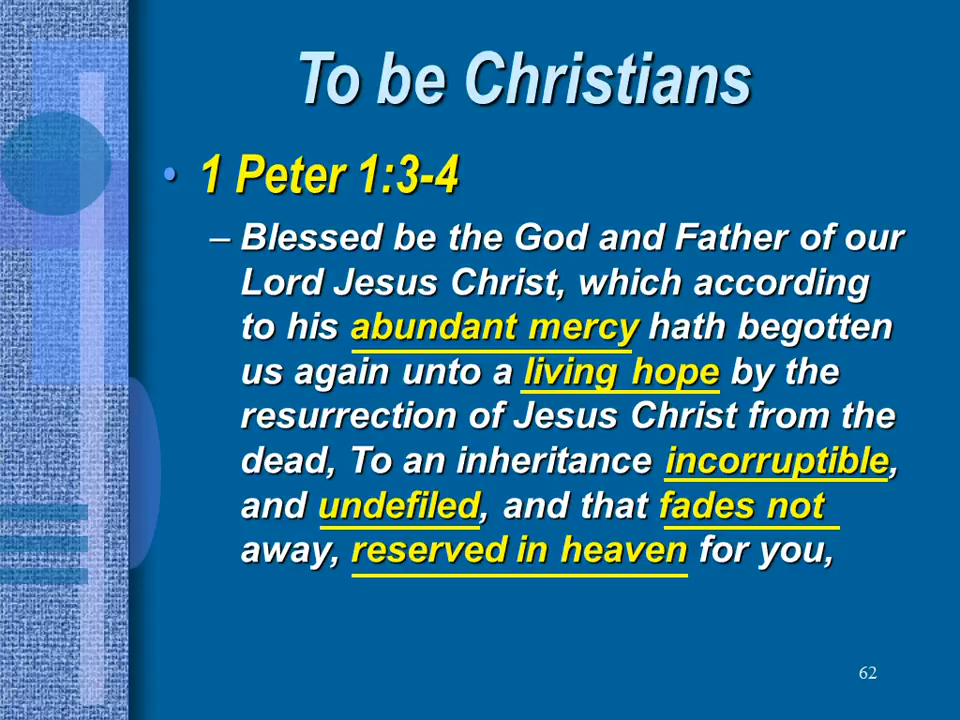 To be Christians
• 1 Peter 1:3-4
– Blessed be the God and Father of our
Lord Jesus Christ, which according
to his abundant mercy hath begotten
us again unto a living hope by the
resurrection of Jesus Christ from the
dead, To an inheritance incorruptible,
and undefiled, and that fades not
away, reserved in heaven for you,
62